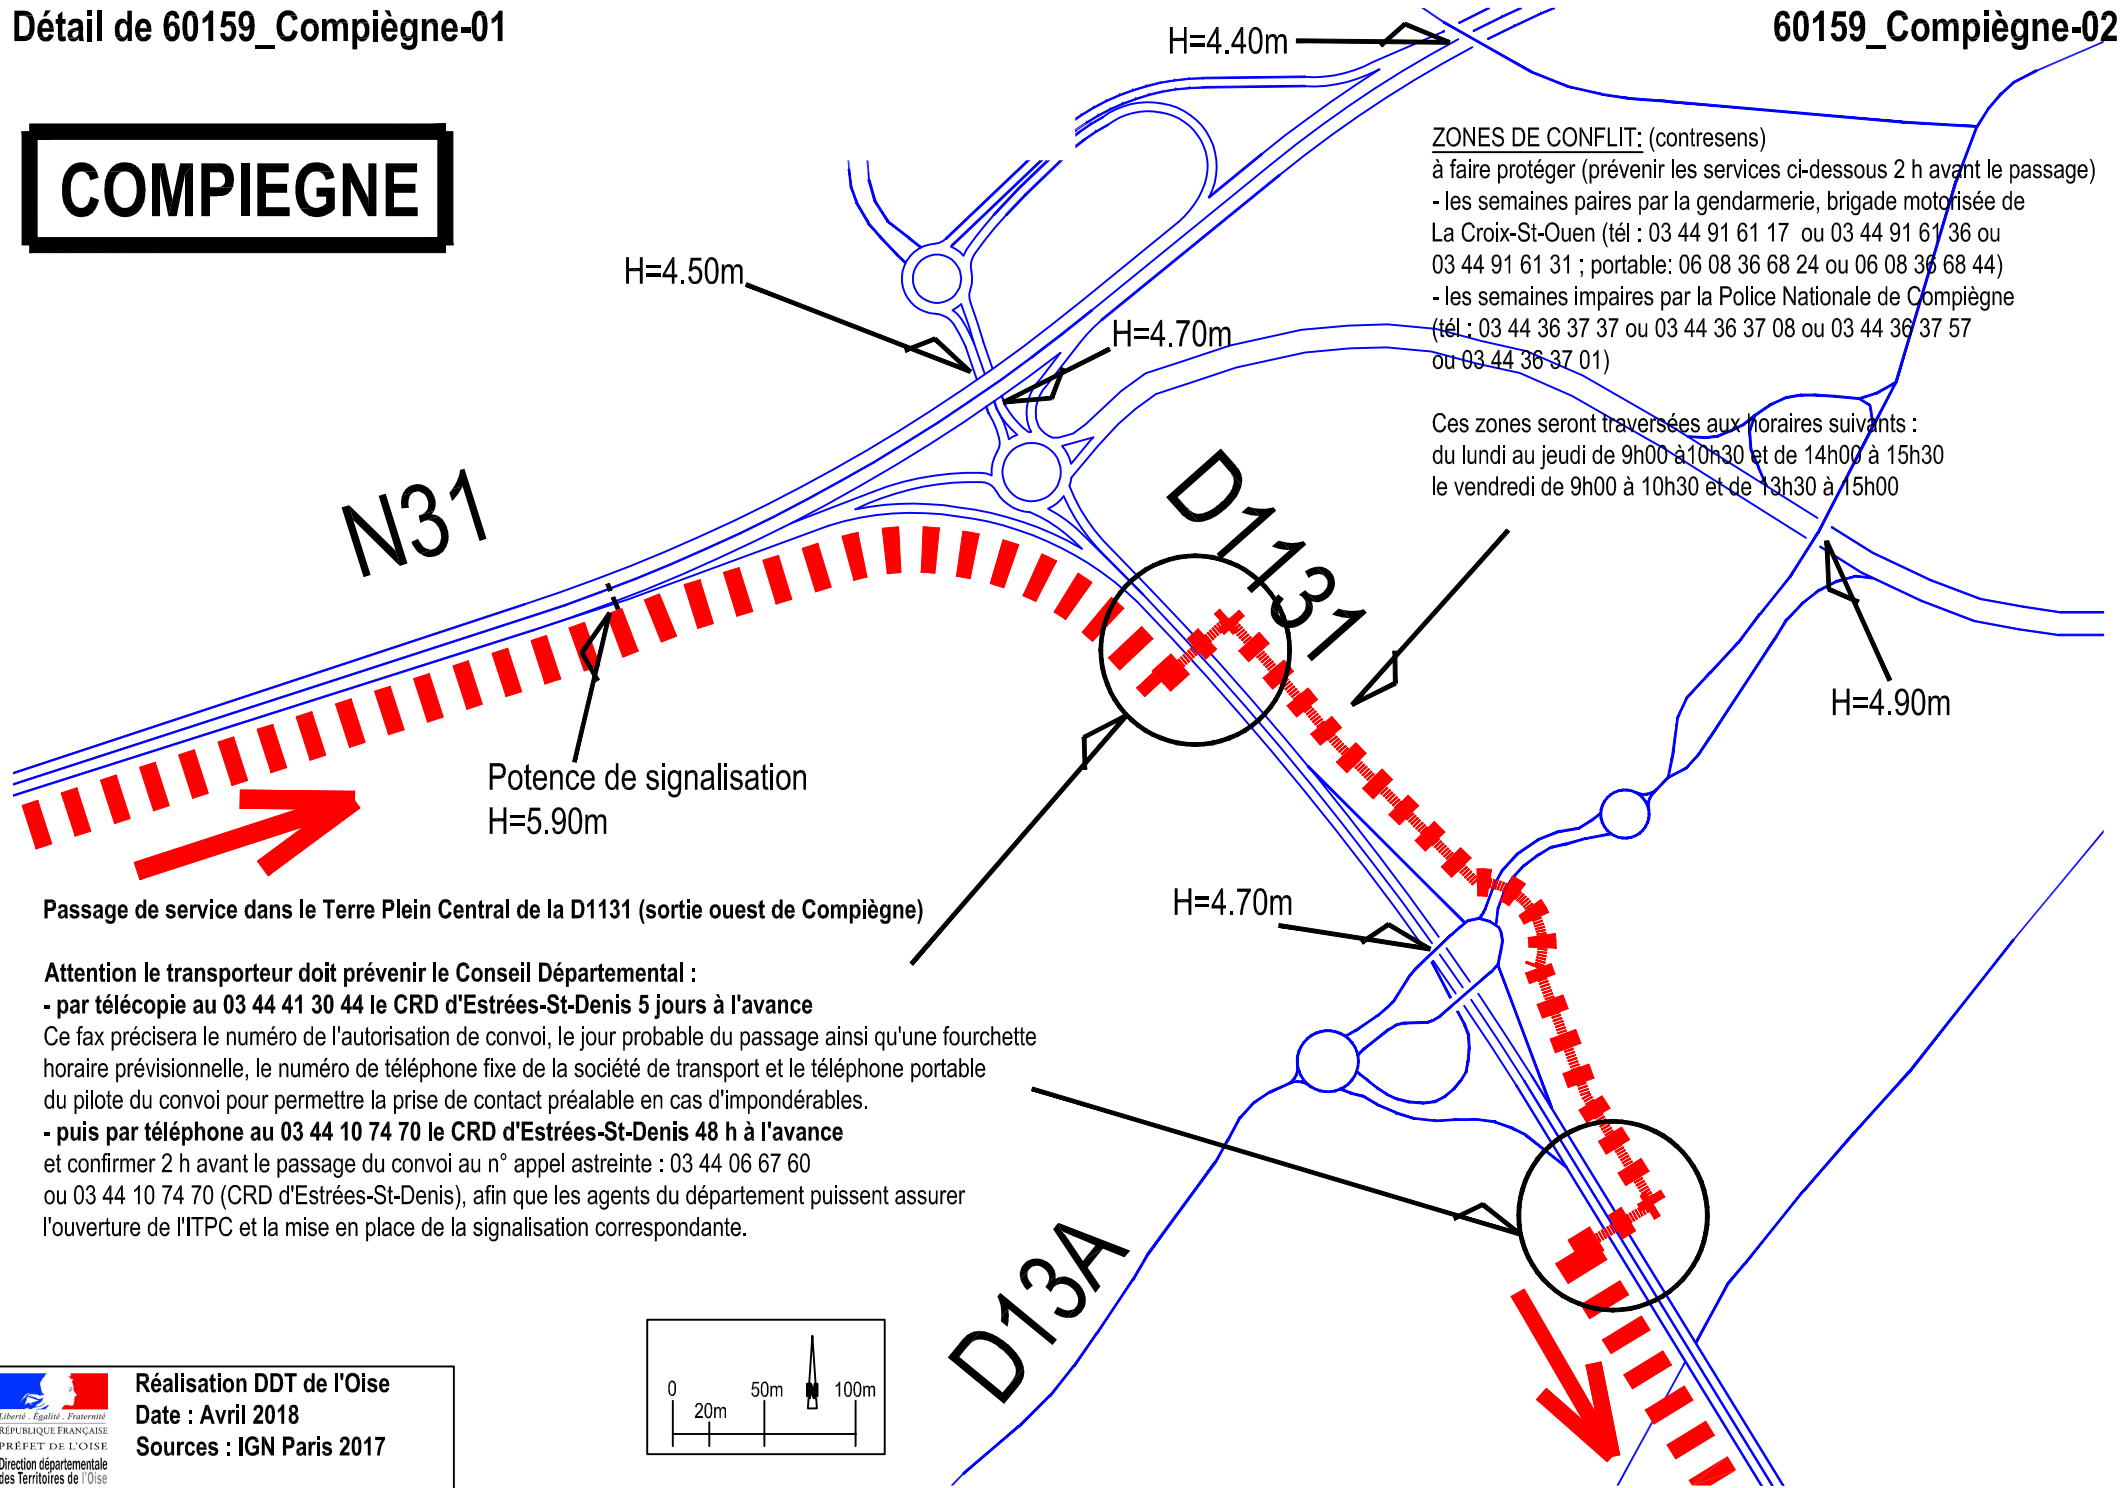 Détail de 60159_Compiègne-01
60159_Compiègne-02
COMPIEGNE
H=4.40m
ZONES DE CONFLIT: (contresens)
à faire protéger (prévenir les services ci-dessous 2 h avant le passage)
- les semaines paires par la gendarmerie, brigade motorisée de
La Croix-St-Ouen (tél : 03 44 91 61 17 ou 03 44 91 61 36 ou
03 44 91 61 31 ; portable: 06 08 36 68 24 ou 06 08 36 68 44)
- les semaines impaires par la Police Nationale de Compiègne
(tél : 03 44 36 37 37 ou 03 44 36 37 08 ou 03 44 36 37 57
ou 03 44 36 37 01)
Ces zones seront traversées aux horaires suivants :
du lundi au jeudi de 9h00 à10h30 et de 14h00 à 15h30
le vendredi de 9h00 à 10h30 et de 13h30 à 15h00
H=4.50m
H=4.70m
N31
D1131
H=4.90m
Potence de signalisation
H=5.90m
H=4.70m
Passage de service dans le Terre Plein Central de la D1131 (sortie ouest de Compiègne)
Attention le transporteur doit prévenir le Conseil Départemental :
- par télécopie au 03 44 41 30 44 le CRD d'Estrées-St-Denis 5 jours à l'avance
Ce fax précisera le numéro de l'autorisation de convoi, le jour probable du passage ainsi qu'une fourchette
horaire prévisionnelle, le numéro de téléphone fixe de la société de transport et le téléphone portable
du pilote du convoi pour permettre la prise de contact préalable en cas d'impondérables.
- puis par téléphone au 03 44 10 74 70 le CRD d'Estrées-St-Denis 48 h à l'avance
et confirmer 2 h avant le passage du convoi au n° appel astreinte : 03 44 06 67 60
ou 03 44 10 74 70 (CRD d'Estrées-St-Denis), afin que les agents du département puissent assurer
l'ouverture de l'ITPC et la mise en place de la signalisation correspondante.
D13A
0 50m N 100m
20m
Liberté . Égalité . Fraternité
RÉPUBLIQUE FRANÇAISE
PRÉFET DE L'OISE
Direction départementale
des Territoires de l'Oise
Réalisation DDT de l'Oise
Date : Avril 2018
Sources : IGN Paris 2017